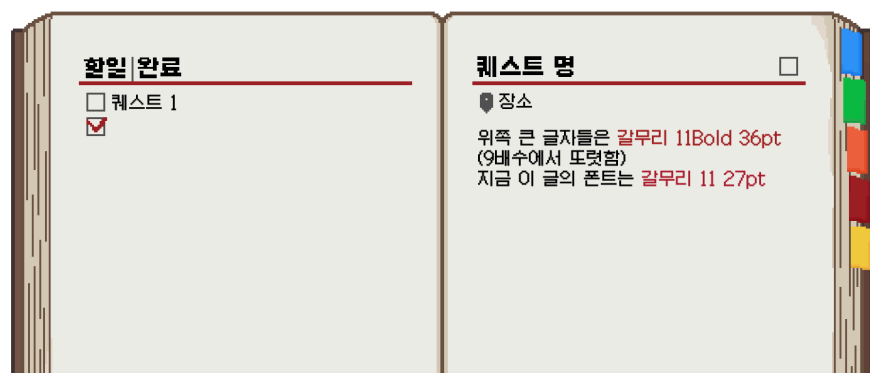 할일|완료
퀘스트 1
퀘스트 명
장소
위쪽 큰 글자들은 갈무리 11Bold 36pt
(9배수에서 또렷함)
지금 이 글의 폰트는 갈무리 11 27pt